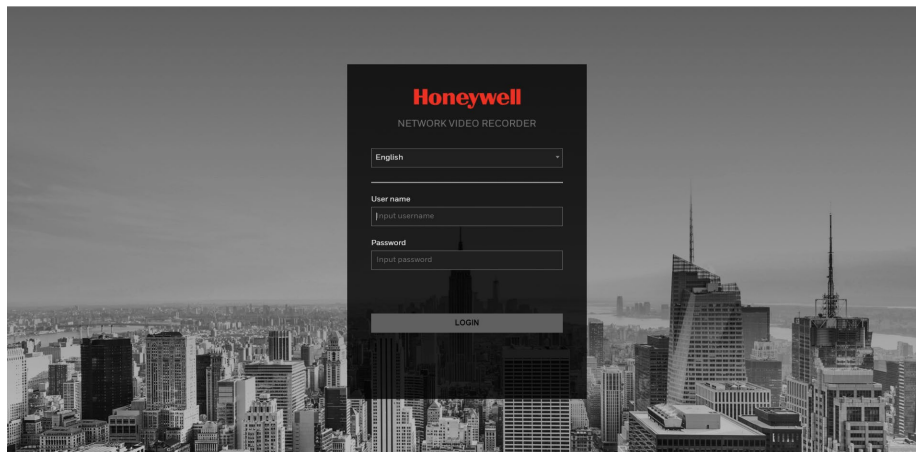 Honeywell
NETWORK VIDEO RECORDER
English
User name
Input username
Password
Input password
LOGIN